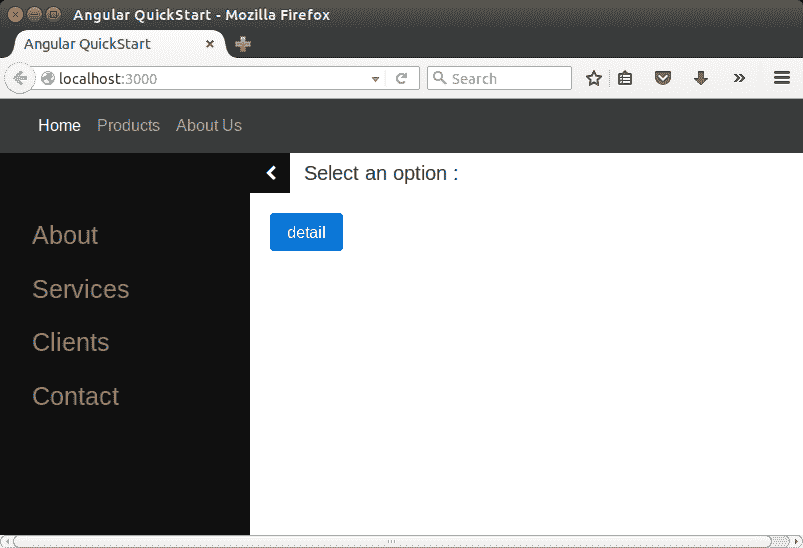 Angular QuickStart - Mozilla Firefox
Angular QuickStart
localhost:3000
Search
Home Products About Us
Select an option :
detail
About
Services
Clients
Contact